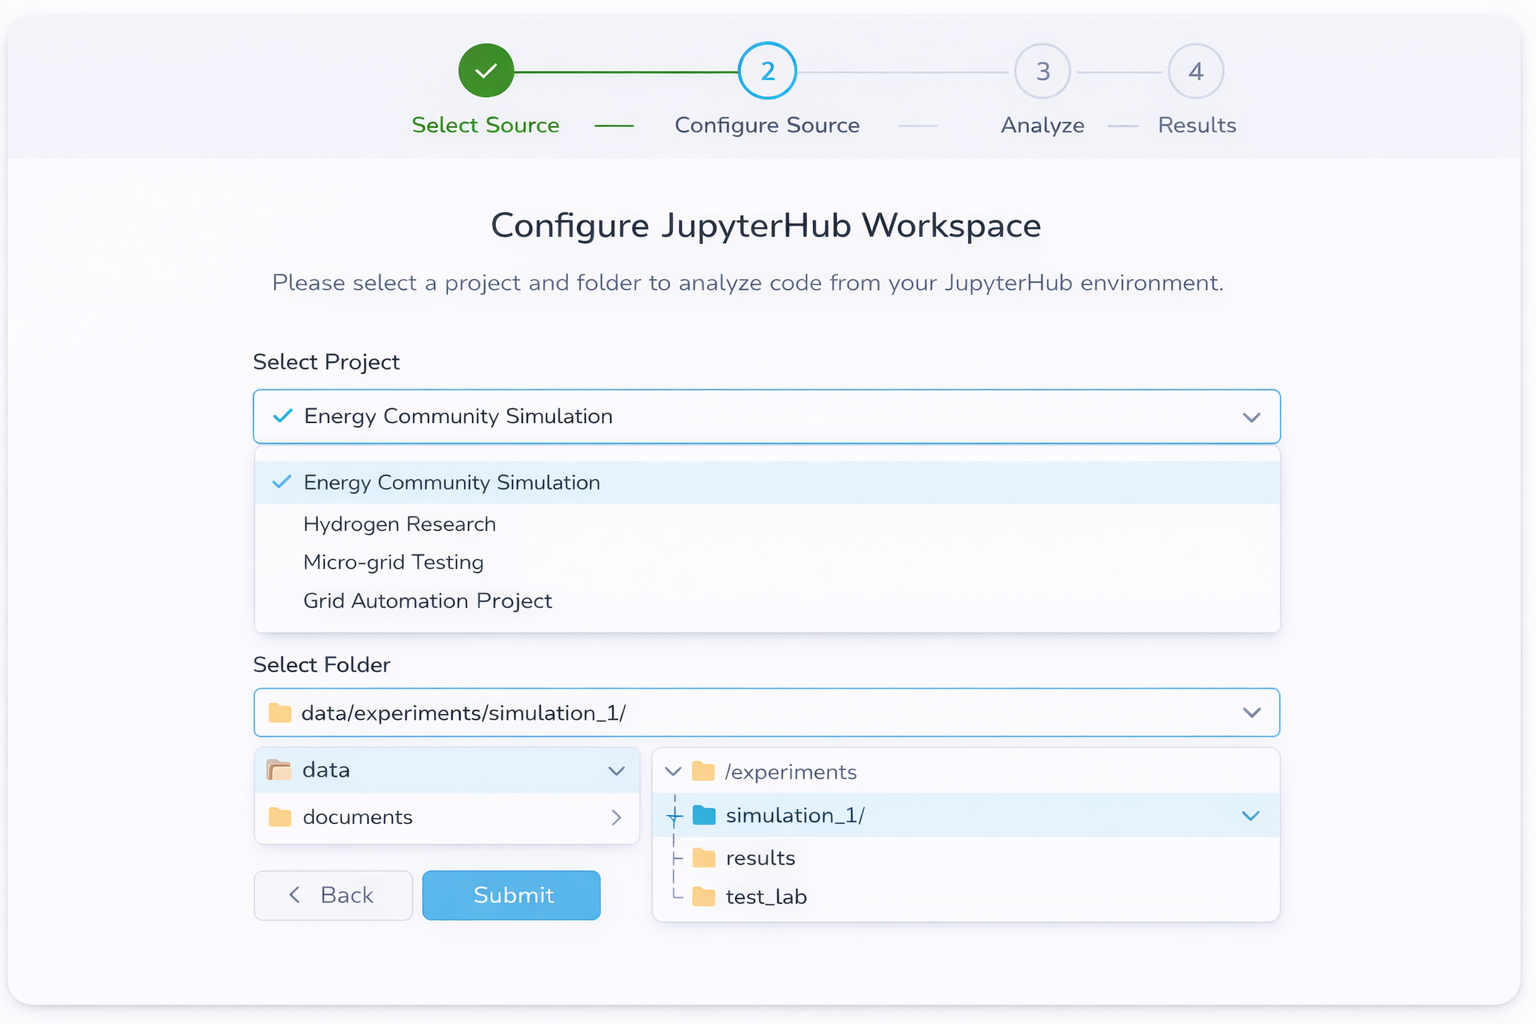 2 3 4
Select Source Configure Source Analyze Results
Configure JupyterHub Workspace
Please select a project and folder to analyze code from your JupyterHub environment.
Select Project
Energy Community Simulation
Energy Community Simulation
Hydrogen Research
Micro-grid Testing
Grid Automation Project
Select Folder
data/experiments/simulation_1/
data
documents
/experiments
simulation_1/
results
test_lab
Back Submit